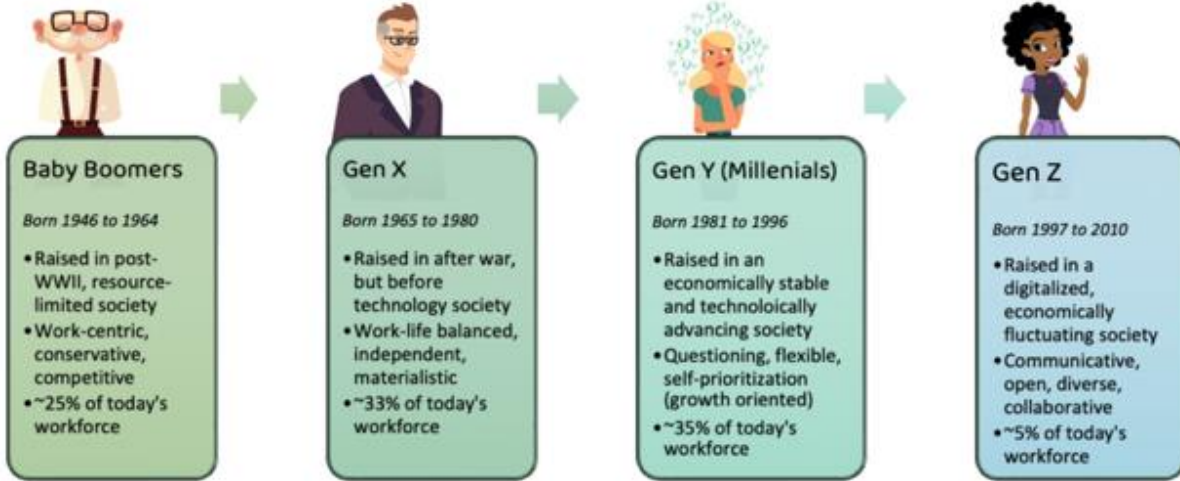 Baby Boomers
Born 1946 to 1964
•Raised in post-
WWII, resource-
limited society
•Work-centric,
conservative,
competitive
•~25% of today's
workforce
Gen X
Born 1965 to 1980
•Raised in after war,
but before
technology society
•Work-life balanced,
independent,
materialistic
•~33% of today's
workforce
Gen Y (Millenials)
Born 1981 to 1996
•Raised in an
economically stable
and technoloically
advancing society
•Questioning, flexible,
self-prioritization
(growth oriented)
•~35% of today's
workforce
Gen Z
Born 1997 to 2010
•Raised in a
digitalized,
economically
fluctuating society
•Communicative,
open, diverse,
collaborative
•~5% of today's
workforce